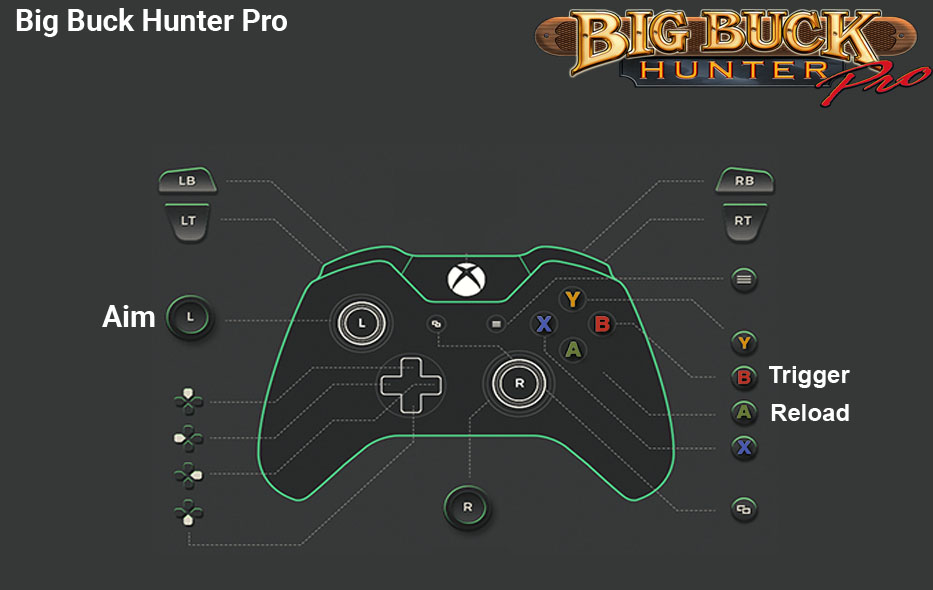 Big Buck Hunter Pro
BIG BUCK
HUNTER
Pro
LB
RB
LT
RT
Y
Aim
L
L
X
B
A
Y
B
Trigger
R
A
Reload
X
R